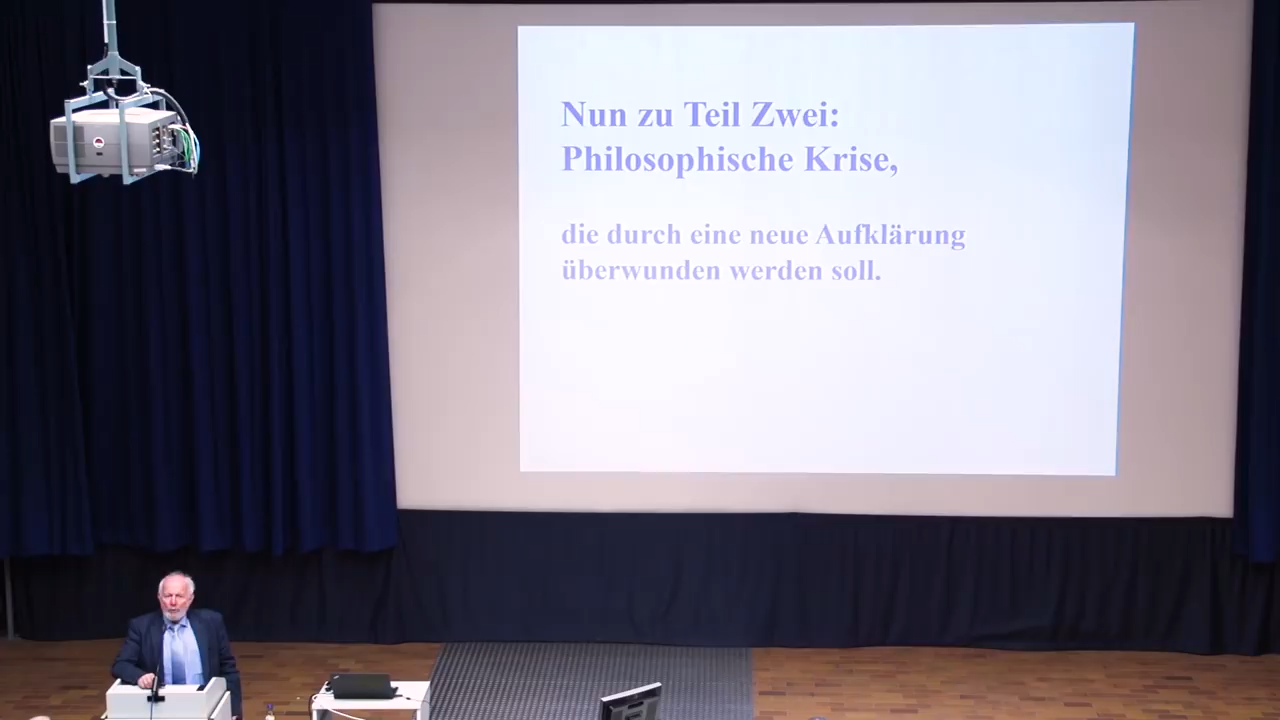 Nun zu Teil Zwei:
Philosophische Krise,
die durch eine neue Aufklärung
überwunden werden soll.